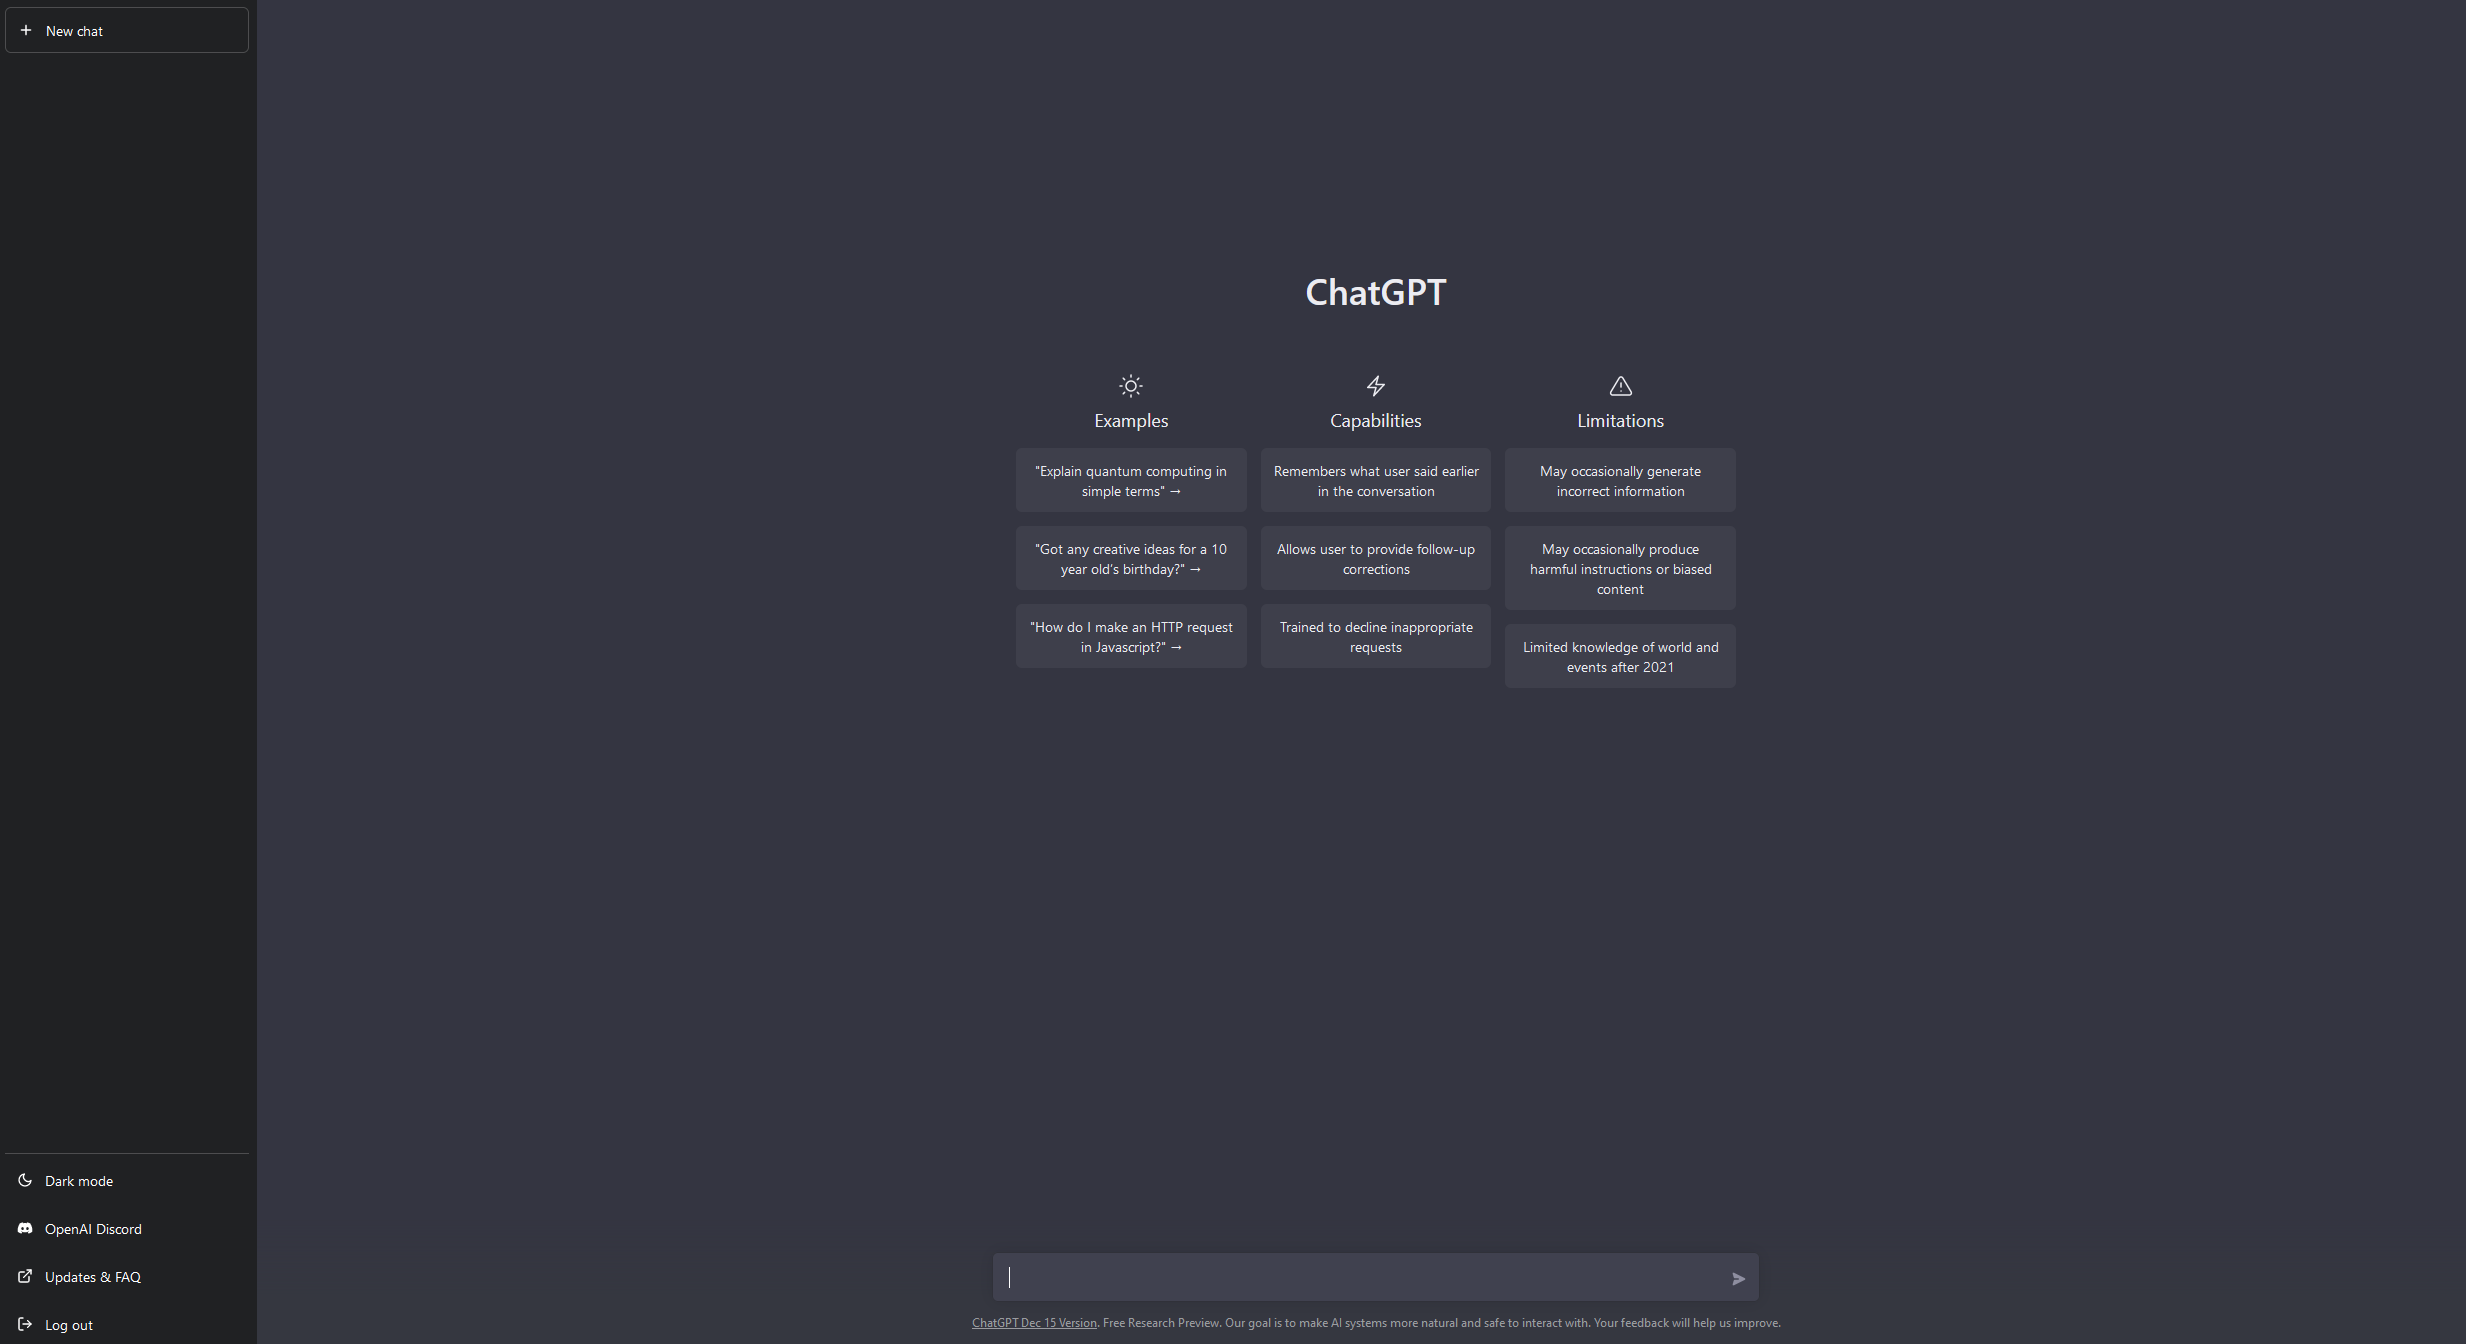 New chat
ChatGPT
Examples
"Explain quantum computing in
simple terms" →
"Got any creative ideas for a 10
year old's birthday?" →
"How do I make an HTTP request
in Javascript?" →
Capabilities
Remembers what user said earlier
in the conversation
Allows user to provide follow-up
corrections
Trained to decline inappropriate
requests
Limitations
May occasionally generate
incorrect information
May occasionally produce
harmful instructions or biased
content
Limited knowledge of world and
events after 2021
Dark mode
OpenAI Discord
Updates & FAQ
Log out
ChatGPT Dec 15 Version. Free Research Preview. Our goal is to make AI systems more natural and safe to interact with. Your feedback will help us improve.